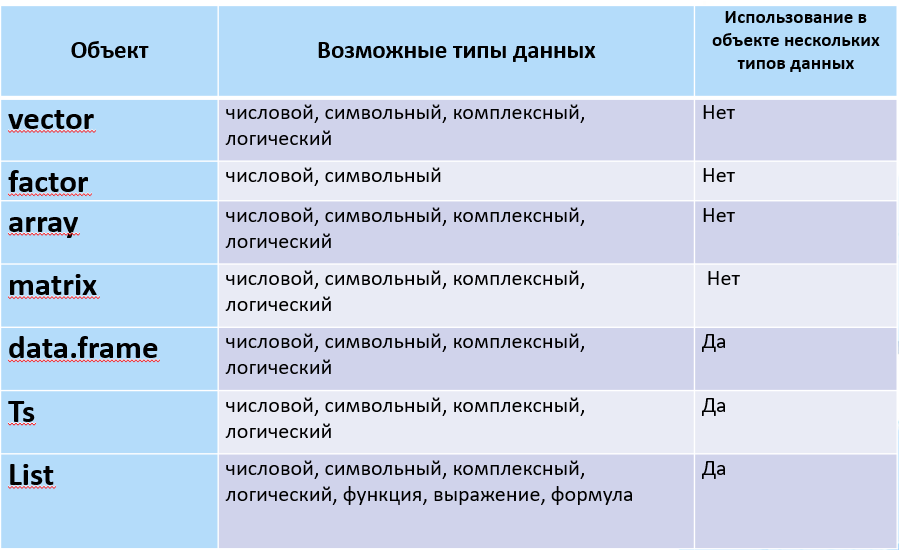 Объект
Возможные типы данных
Использование в
объекте нескольких
типов данных
vector
числовой, символьный, комплексный,
логический
Нет
factor
числовой, символьный
Нет
array
числовой, символьный, комплексный,
логический
Нет
matrix
числовой, символьный, комплексный,
логический
Нет
data.frame
числовой, символьный, комплексный,
логический
Да
Ts
числовой, символьный, комплексный,
логический
Да
List
числовой, символьный, комплексный,
логический, функция, выражение, формула
Да